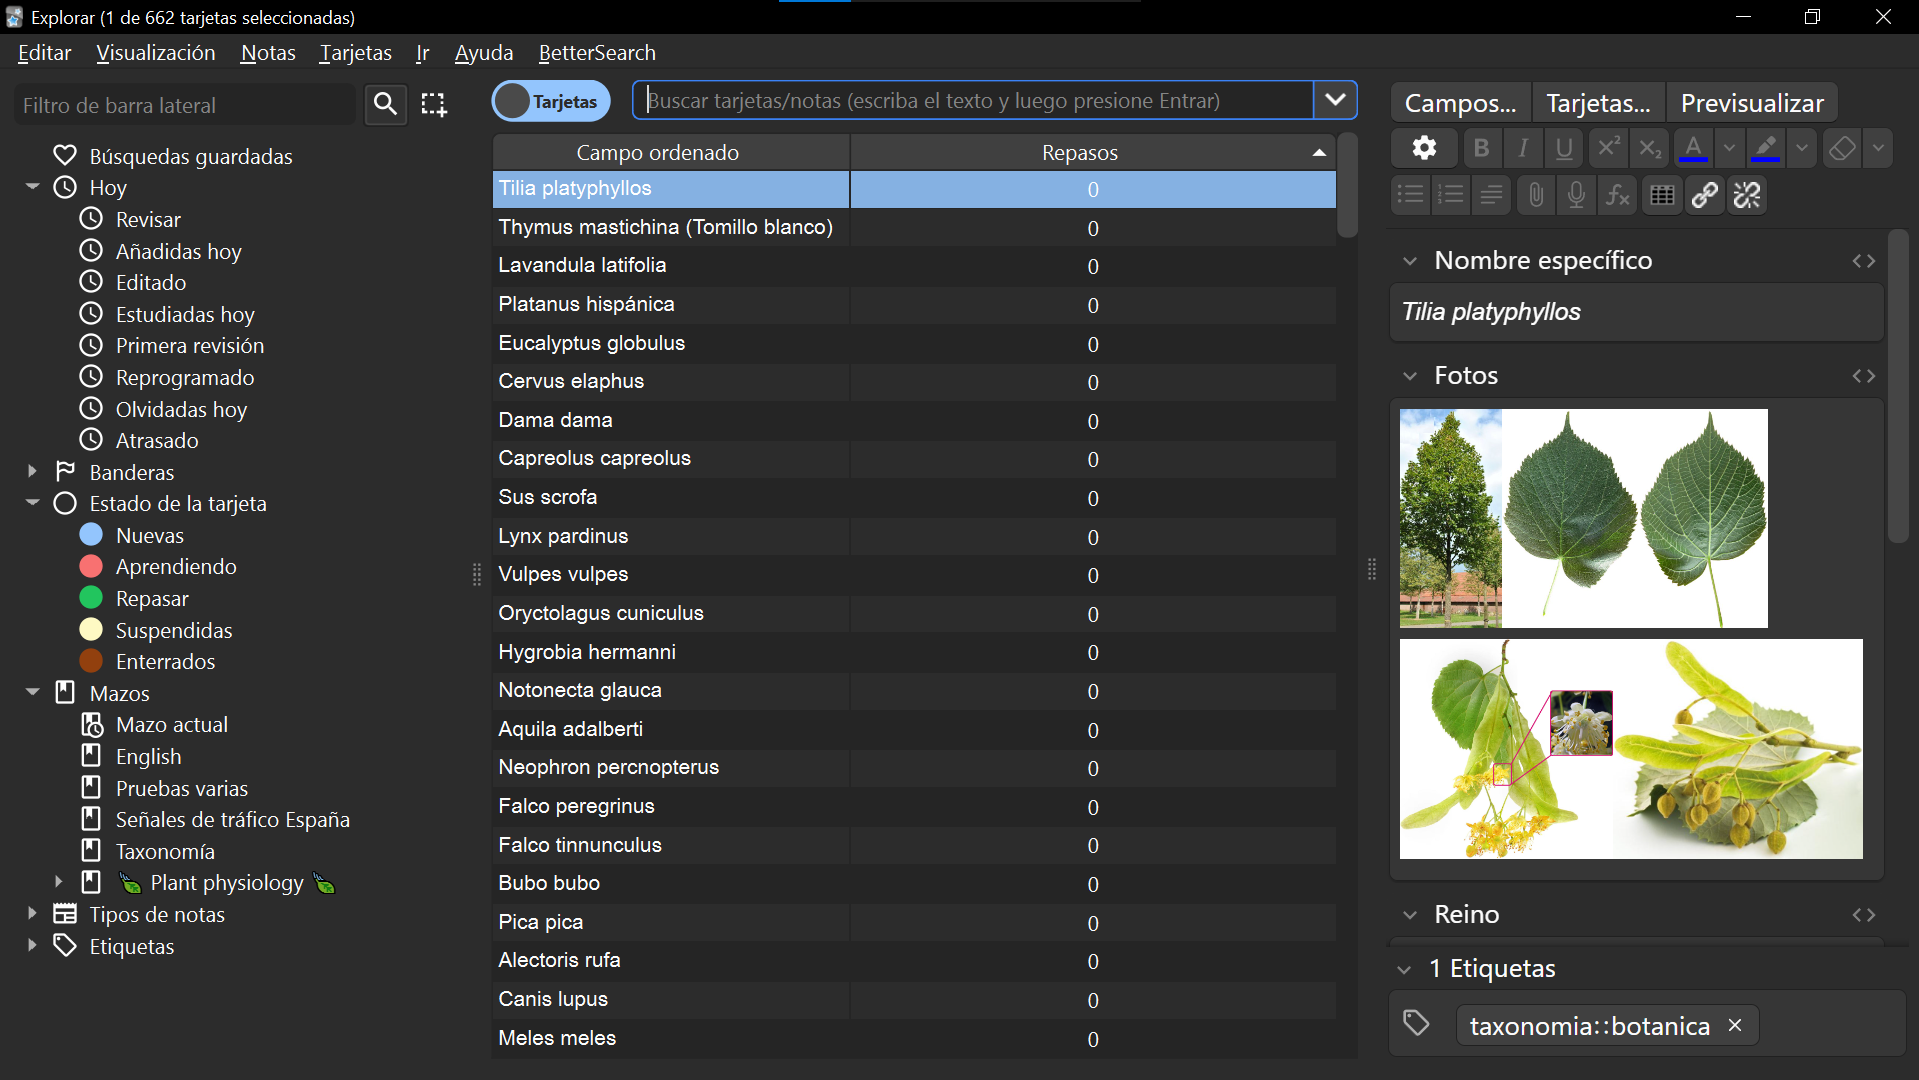 Explorar (1 de 662 tarjetas seleccionadas)
Editar Visualización Notas Tarjetas Ir Ayuda BetterSearch
Filtro de barra lateral
Búsquedas guardadas
Hoy
Revisar
Añadidas hoy
Editado
Estudiadas hoy
Primera revisión
Reprogramado
Olvidadas hoy
Atrasado
Banderas
Estado de la tarjeta
Nuevas
Aprendiendo
Repasar
Suspendidas
Enterrados
Mazos
Mazo actual
English
Pruebas varias
Señales de tráfico España
Taxonomía
Plant physiology
Tipos de notas
Etiquetas
Tarjetas
Buscar tarjetas/notas (escriba el texto y luego presione Entrar)
Campo ordenado Repasos
Tilia platyphyllos 0
Thymus mastichina (Tomillo blanco) 0
Lavandula latifolia 0
Platanus hispánica 0
Eucalyptus globulus 0
Cervus elaphus 0
Dama dama 0
Capreolus capreolus 0
Sus scrofa 0
Lynx pardinus 0
Vulpes vulpes 0
Oryctolagus cuniculus 0
Hygrobia hermanni 0
Notonecta glauca 0
Aquila adalberti 0
Neophron percnopterus 0
Falco peregrinus 0
Falco tinnunculus 0
Bubo bubo 0
Pica pica 0
Alectoris rufa 0
Canis lupus 0
Meles meles 0
Campos... Tarjetas... Previsualizar
B I U x² x₂ A
fx
Nombre específico
Tilia platyphyllos
Fotos
Reino
1 Etiquetas
taxonomia::botanica